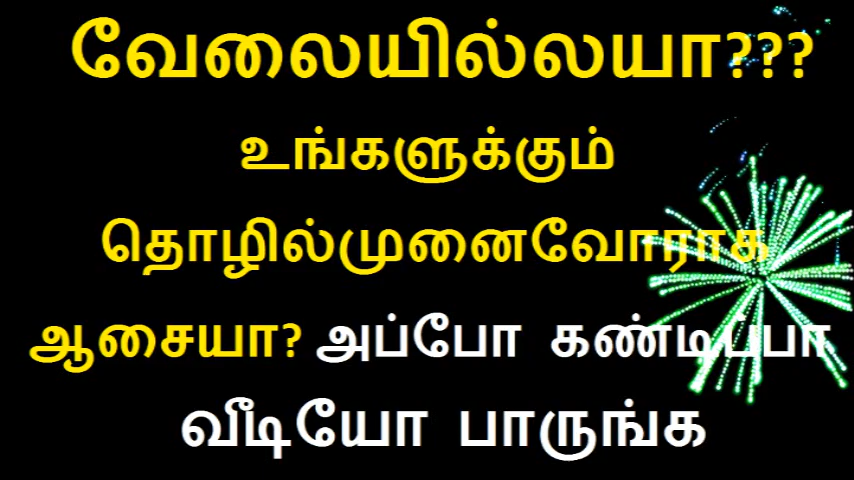 வேலையில்லயா???
உங்களுக்கும்
தொழில்முனைவோராக
ஆசையா? அப்போ கண்டிப்பா
வீடியோ பாருங்க